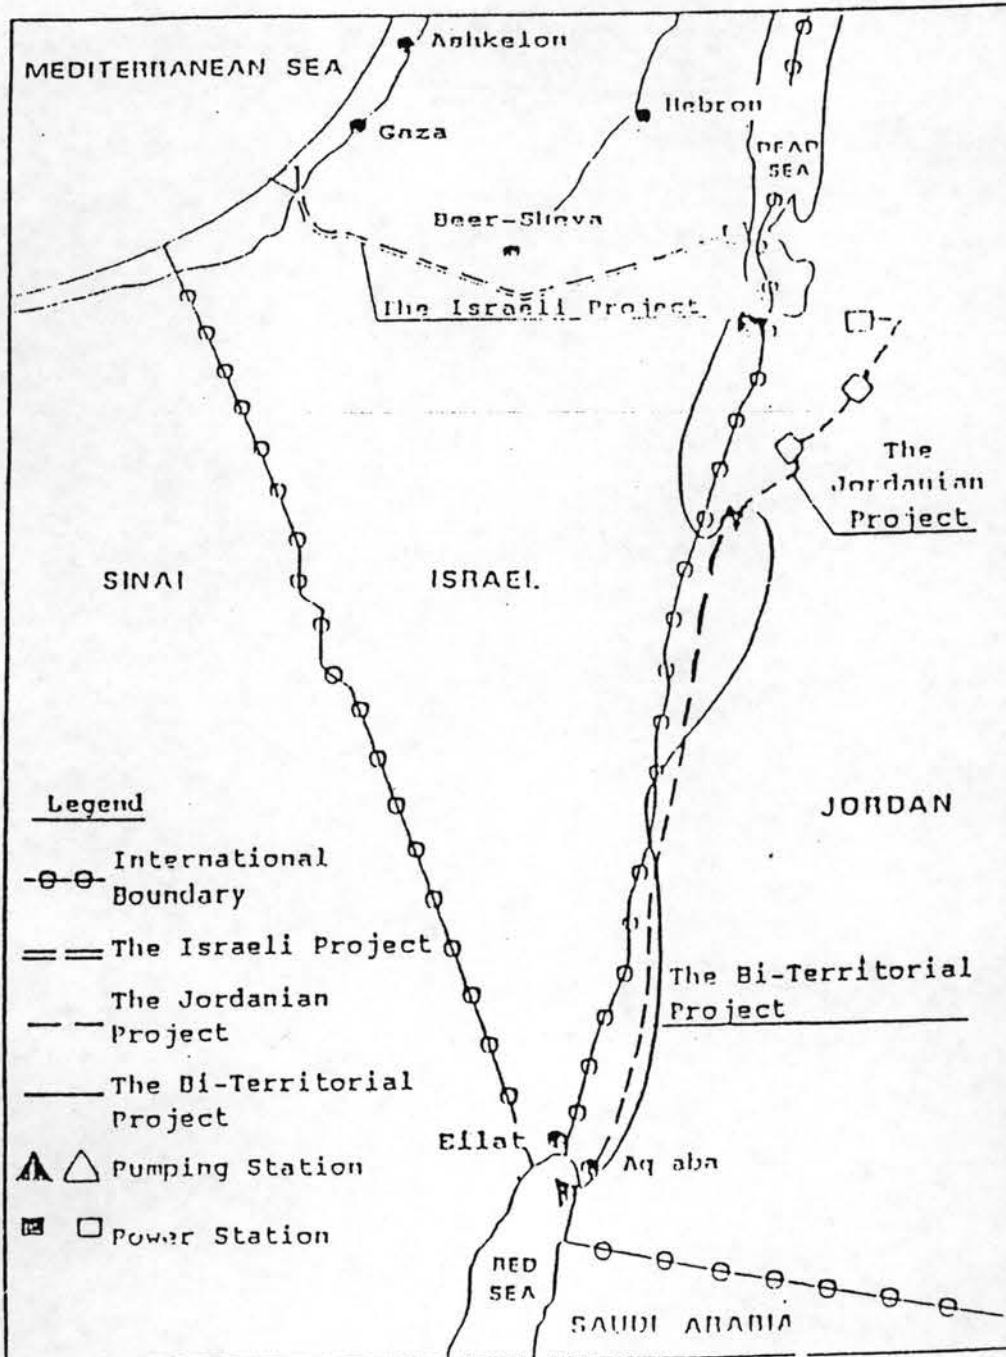 MEDITERRANEAN SEA
Ashkelon
Gaza
Hebron
DEAD
SEA
Beer-Sheva
The Israeli Project
The
Jordanian
Project
SINAI
ISRAEL
JORDAN
Legend
International
Boundary
The Israeli Project
The Jordanian
Project
The Bi-Territorial
Project
Pumping Station
Power Station
The Bi-Territorial
Project
Eilat
Aq aba
RED
SEA
SAUDI ARABIA